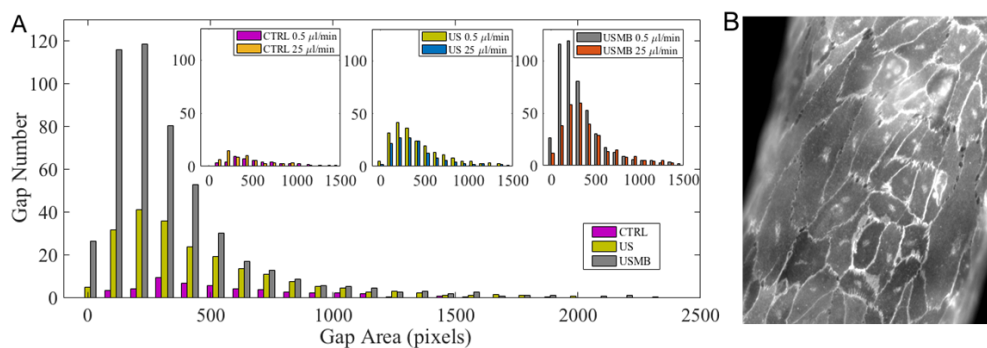 A
B
120
100
80
60
40
20
0
Gap Number
0 500 1000 1500 2000 2500
Gap Area (pixels)
CTRL 0.5 µl/min
CTRL 25 µl/min
100
50
0
0 500 1000 1500
US 0.5 µl/min
US 25 µl/min
100
50
0
0 500 1000 1500
USMB 0.5 µl/min
USMB 25 µl/min
100
50
0
0 500 1000 1500
CTRL
US
USMB